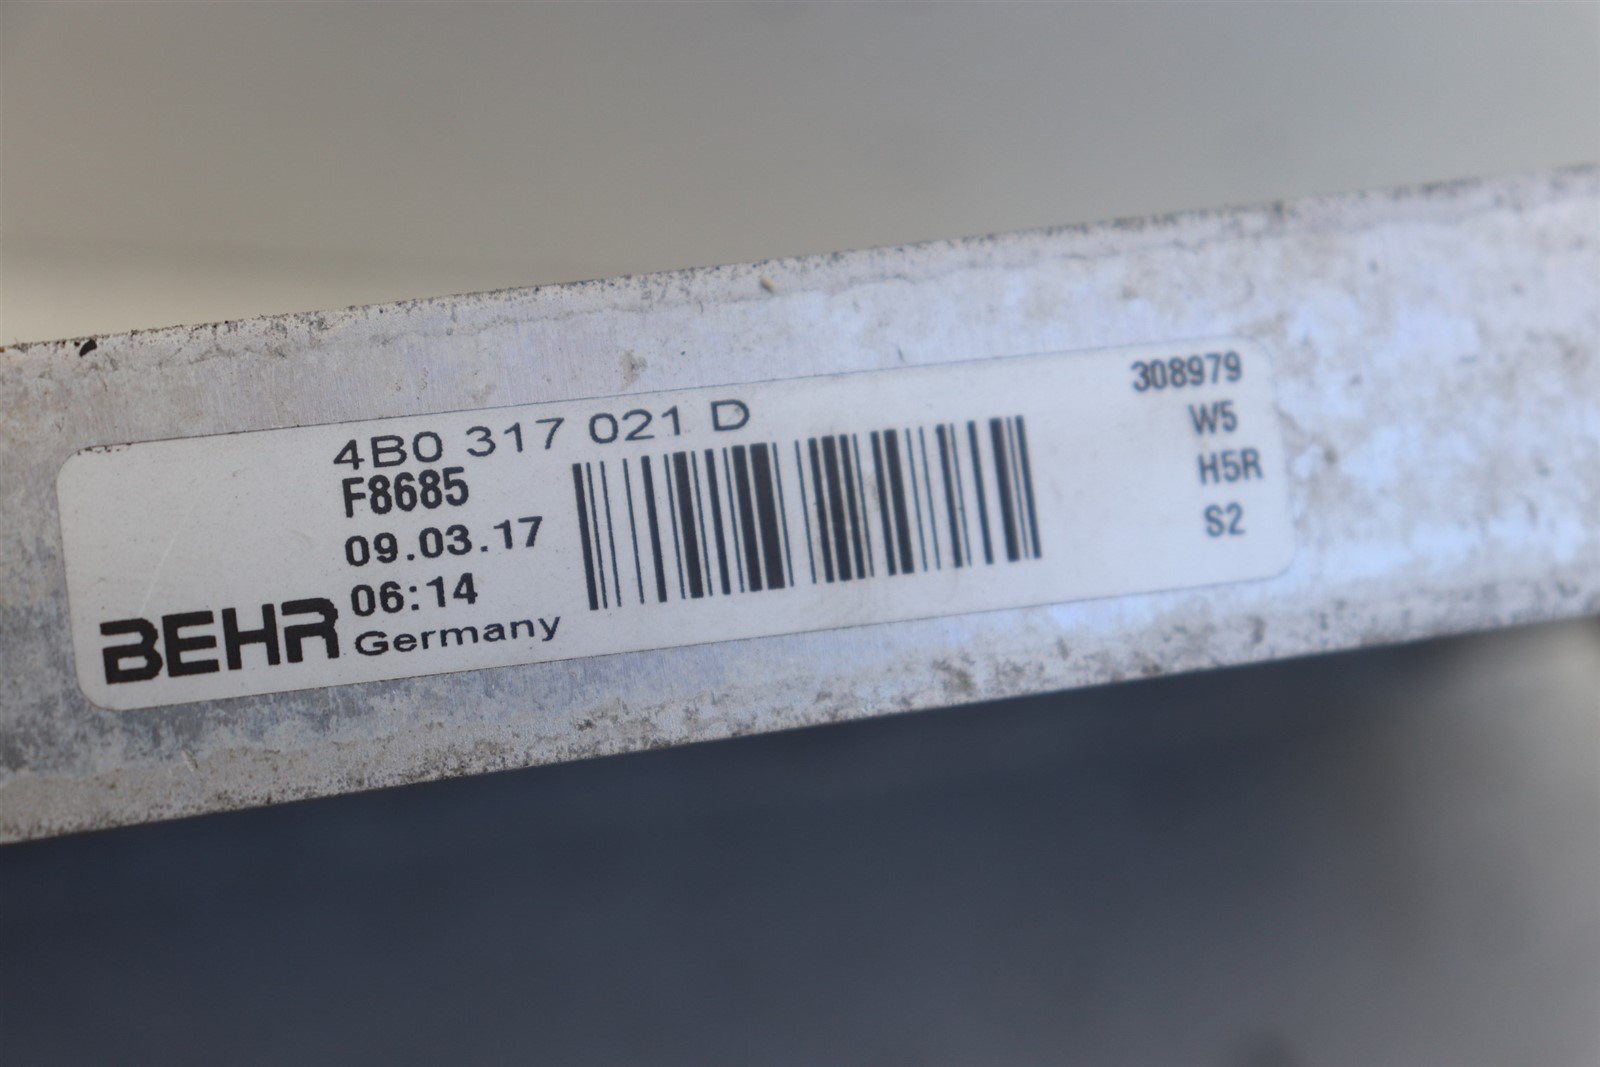 4B0 317 021 D
F8685
09.03.17
06:14
BEHR Germany
308979
W5
H5R
S2